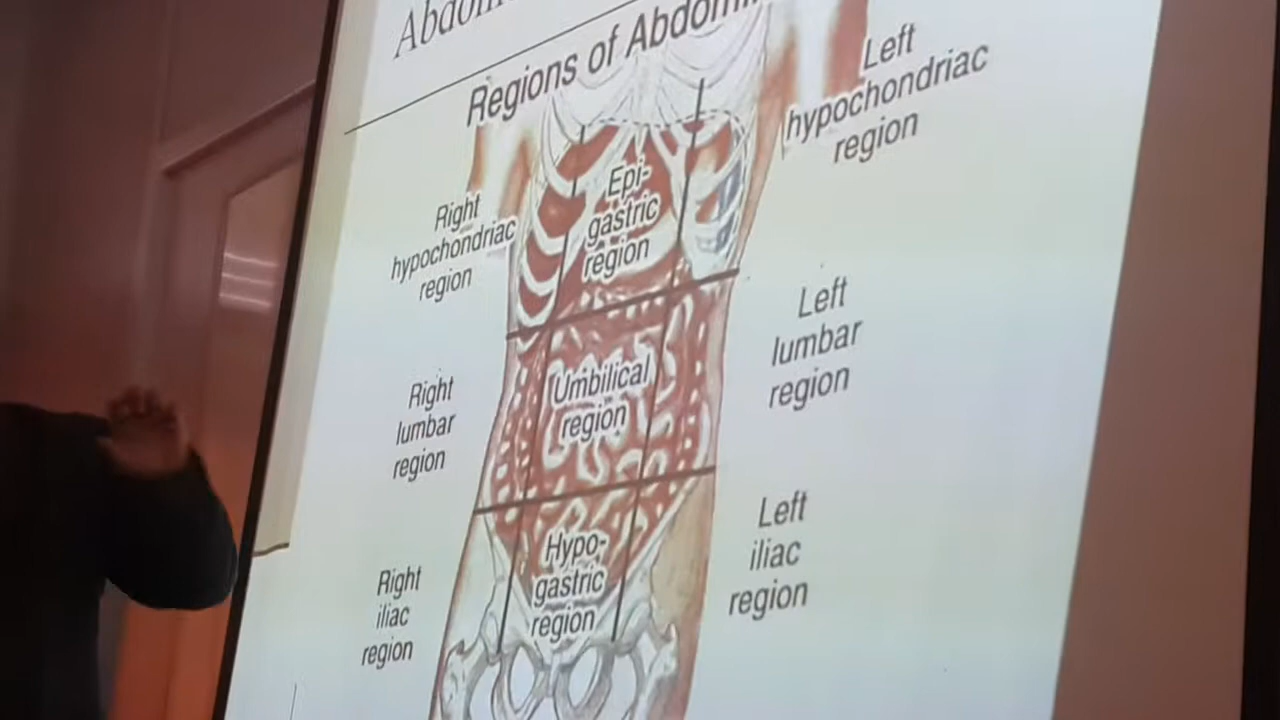 Regions of
Left
hypochondriac
region
Right
hypochondriac
region
Epi-
gastric
region
Left
lumbar
region
Right
lumbar
region
Umbilical
region
Left
iliac
region
Right
iliac
region
Hypo-
gastric
region